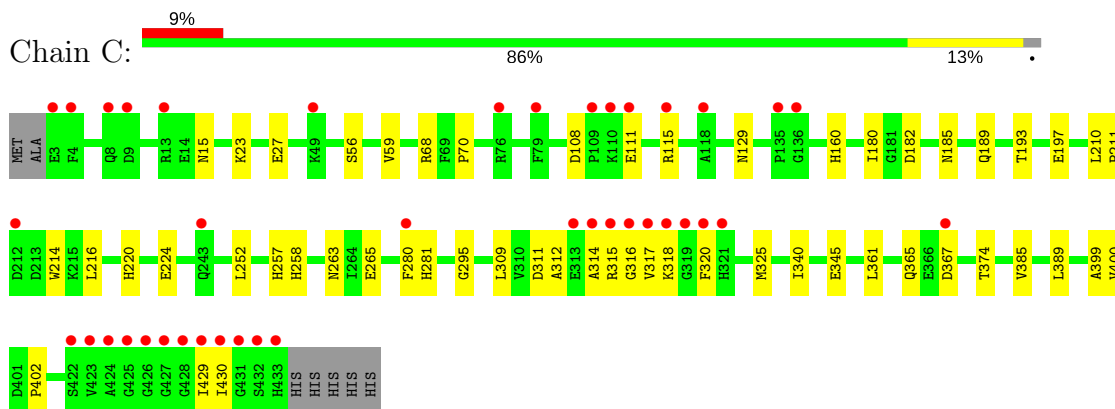 9%
Chain C:
86% 13% •
MET ALA E3 F4 Q8 D9 R13 E14 N15 K23 E27 K49 S56 V59 R68 F69 P70 R76 F79 D108 P109 K110 E111 R115 A118 N129 P135 G136 H160 I180 G181 D182 N185 Q189 T193 E197 L210 P211
D212 D213 W214 K215 L216 H220 E224 Q243 L252 H257 H258 N263 I264 E265 F280 H281 G295 L309 V310 D311 A312 E313 A314 R315 G316 V317 K318 G319 F320 H321 M325 I340 E345 L361 Q365 E366 D367 T374 V385 L389 A399 V400
D401 P402 S422 V423 A424 G425 G426 G427 G428 I429 I430 G431 S432 H433 HIS HIS HIS HIS HIS